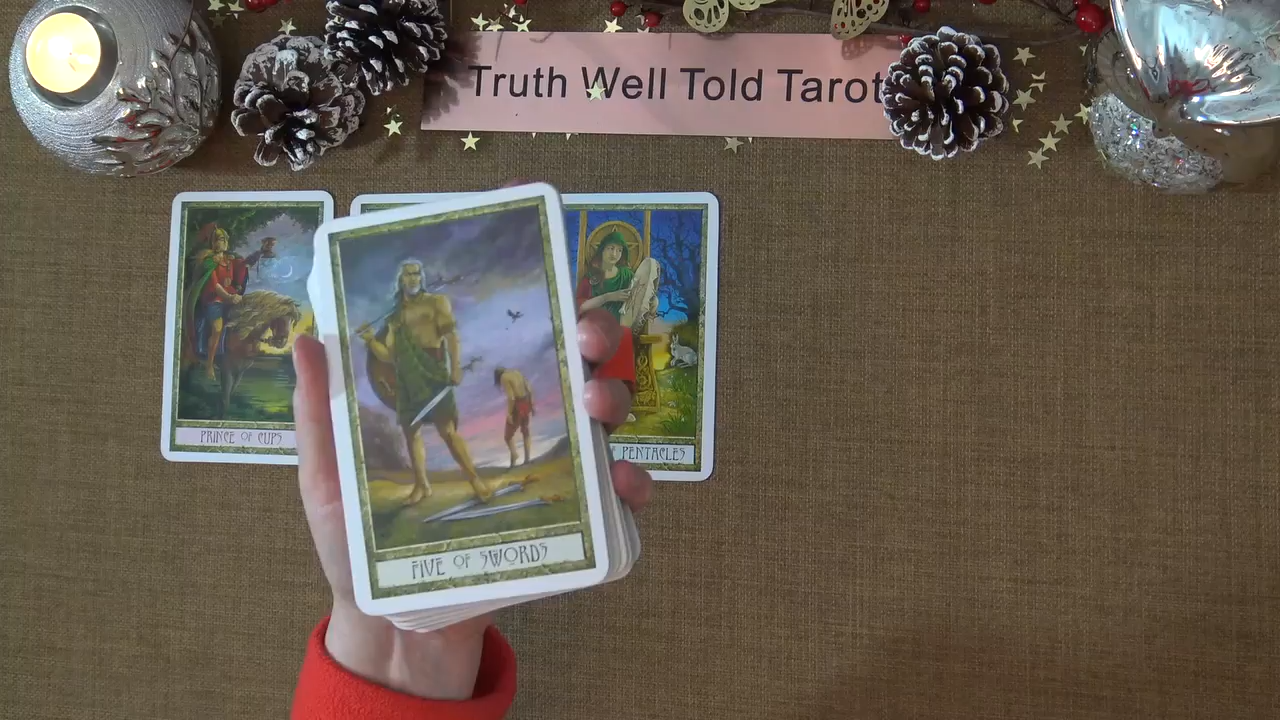 Truth Well Told Tarot
PRINCE OF CUPS
PENTACLES
FIVE OF SWORDS